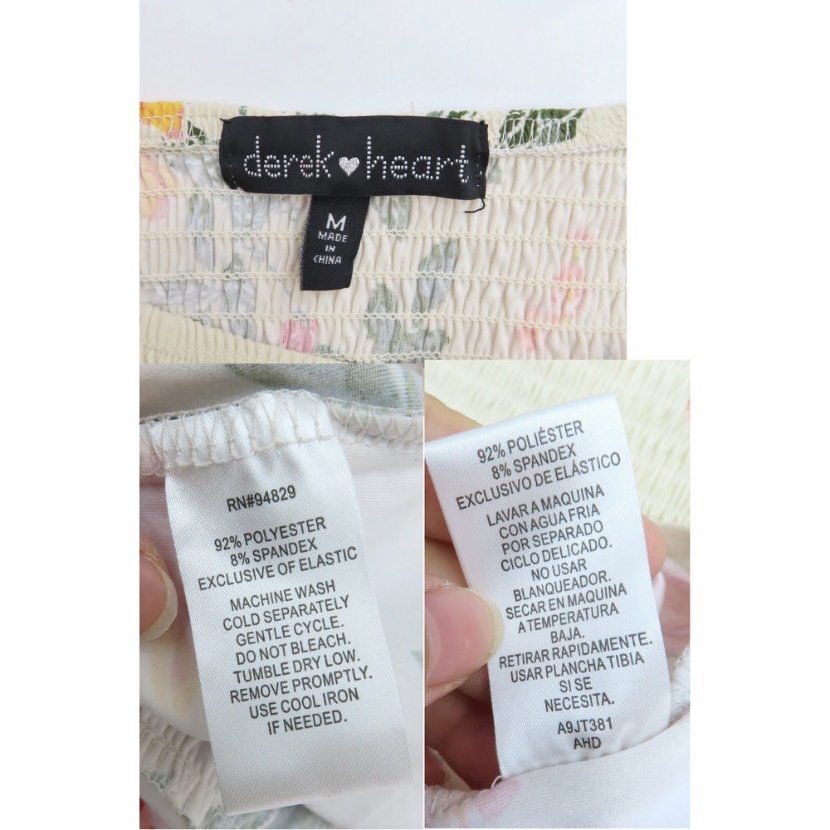 derek heart
M
MADE
IN
CHINA
RN#94829
92% POLYESTER
8% SPANDEX
EXCLUSIVE OF ELASTIC
MACHINE WASH
COLD SEPARATELY
GENTLE CYCLE.
DO NOT BLEACH.
TUMBLE DRY LOW.
REMOVE PROMPTLY.
USE COOL IRON
IF NEEDED.
92% POLIÉSTER
8% SPANDEX
EXCLUSIVO DE ELÁSTICO
LAVAR A MAQUINA
CON AGUA FRIA
POR SEPARADO
CICLO DELICADO.
NO USAR
BLANQUEADOR.
SECAR EN MAQUINA
A TEMPERATURA
BAJA.
RETIRAR RAPIDAMENTE.
USAR PLANCHA TIBIA
SI SE
NECESITA.
A9JT381
AHD